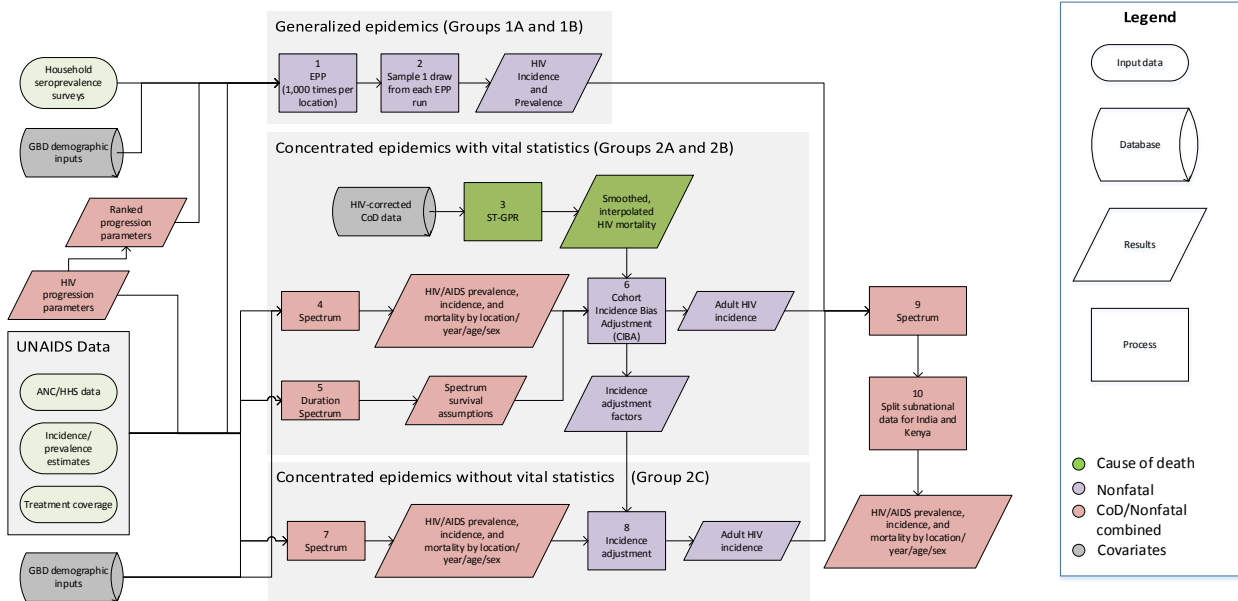 Generalized epidemics (Groups 1A and 1B)
Household
seroprevalence
surveys
GBD demographic
inputs
Ranked
progression
parameters
HIV
progression
parameters
UNAIDS Data
ANC/HHS data
Incidence/
prevalence
estimates
Treatment coverage
GBD demographic
inputs
1
EPP
(1,000 times per
location)
2
Sample 1 draw
from each EPP
run
HIV
Incidence
and
Prevalence
Concentrated epidemics with vital statistics (Groups 2A and 2B)
HIV-corrected
CoD data
3
ST-GPR
Smoothed,
interpolated
HIV mortality
4
Spectrum
HIV/AIDS prevalence,
incidence, and
mortality by location/
year/age/sex
6
Cohort
Incidence Bias
Adjustment
(CIBA)
Adult HIV
incidence
5
Duration
Spectrum
Spectrum
survival
assumptions
Incidence
adjustment
factors
Concentrated epidemics without vital statistics (Group 2C)
7
Spectrum
HIV/AIDS prevalence,
incidence, and
mortality by location/
year/age/sex
8
Incidence
adjustment
Adult HIV
incidence
9
Spectrum
10
Split subnational
data for India and
Kenya
HIV/AIDS prevalence,
incidence, and
mortality by location/
year/age/sex
Legend
Input data
Database
Results
Process
Cause of death
Nonfatal
CoD/Nonfatal
combined
Covariates